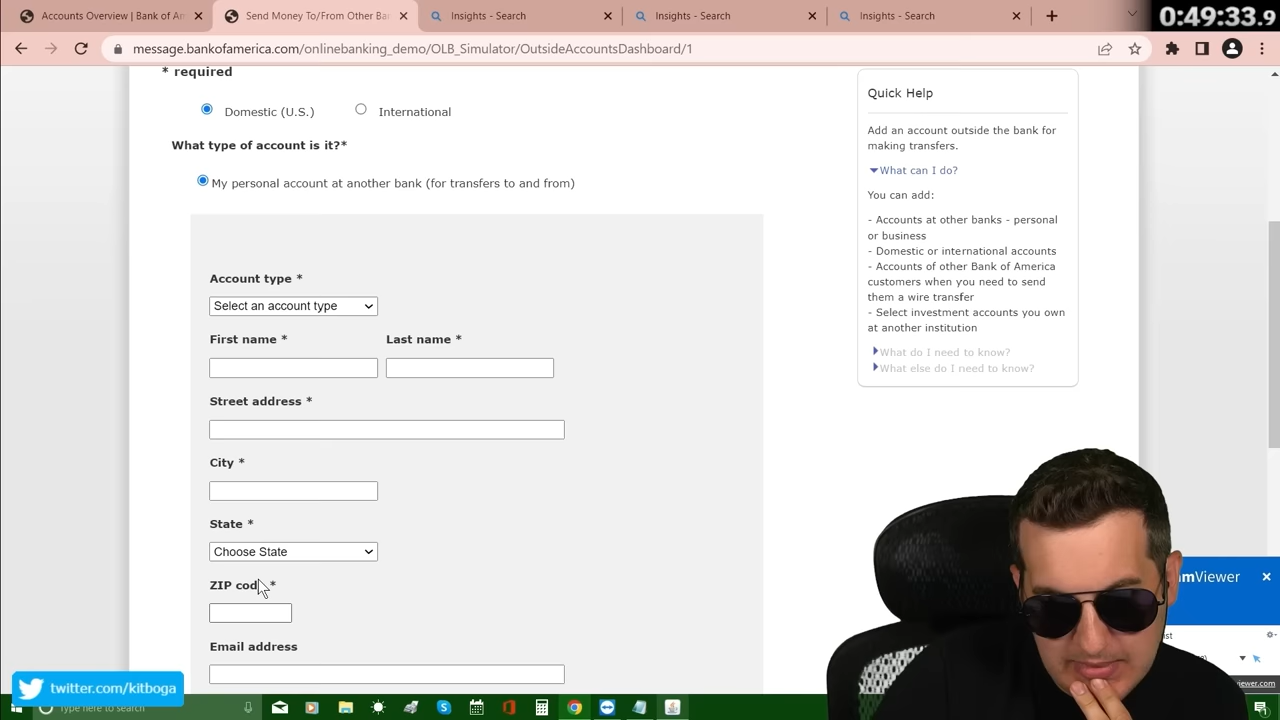 Accounts Overview | Bank of Am
Send Money To/From Other Ba
Insights - Search
Insights - Search
Insights - Search
0:49:33.9
message.bankofamerica.com/onlinebanking_demo/OLB_Simulator/OutsideAccountsDashboard/1
* required
Domestic (U.S.)
International
What type of account is it?*
My personal account at another bank (for transfers to and from)
Account type *
Select an account type
First name *
Last name *
Street address *
City *
State *
Choose State
ZIP cod *
Email address
Quick Help
Add an account outside the bank for
making transfers.
What can I do?
You can add:
- Accounts at other banks - personal
or business
- Domestic or international accounts
- Accounts of other Bank of America
customers when you need to send
them a wire transfer
- Select investment accounts you own
at another institution
What do I need to know?
What else do I need to know?
amViewer
twitter.com/kitboga
Type here to search